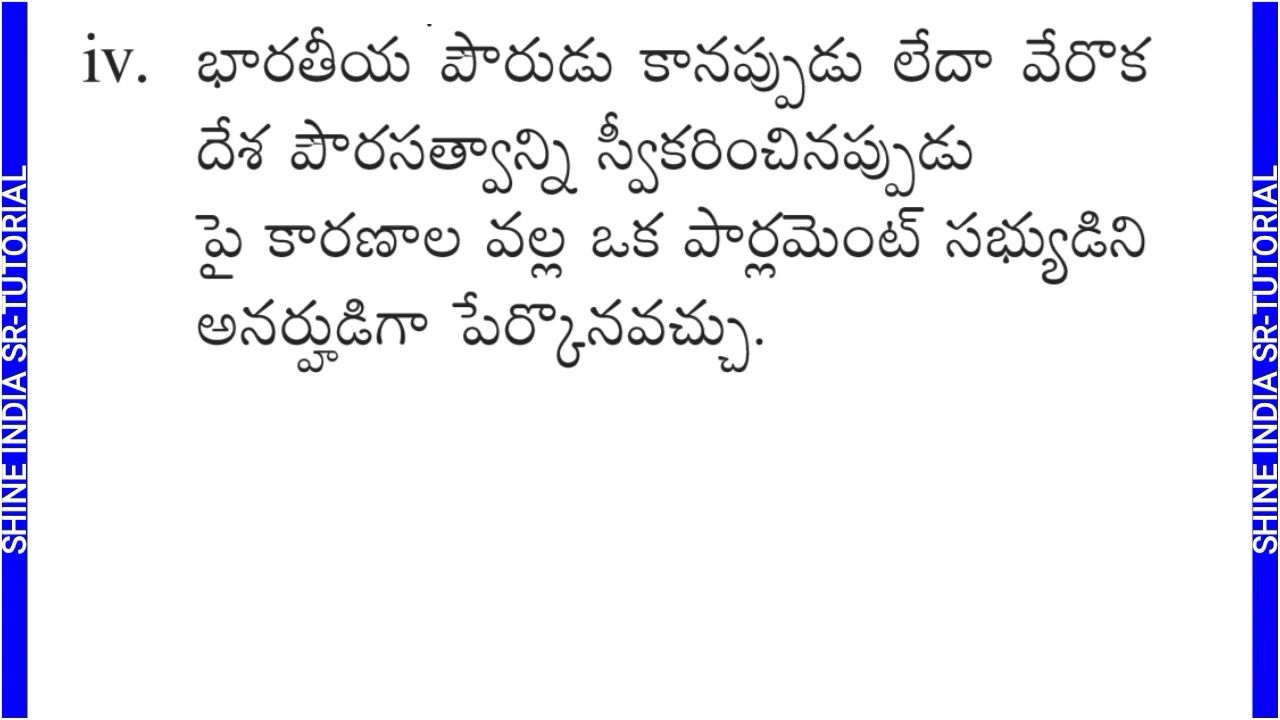 iv. భారతీయ పౌరుడు కానప్పుడు లేదా వేరొక
దేశ పౌరసత్వాన్ని స్వీకరించినప్పుడు
పై కారణాల వల్ల ఒక పార్లమెంట్ సభ్యుడిని
అనర్హుడిగా పేర్కొనవచ్చు.
SHINE INDIA SR-TUTORIAL
SHINE INDIA SR-TUTORIAL